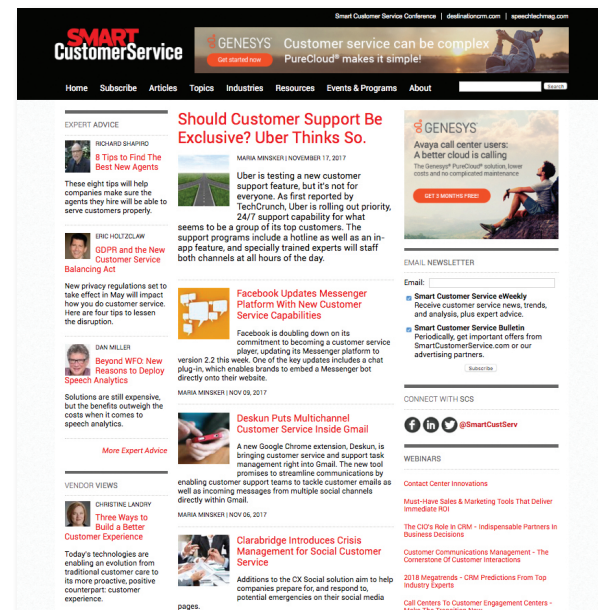 Smart Customer Service Conference | destinationcrm.com | speechtechmag.com
SMART
CustomerService
GENESYS
Get started now
Customer service can be complex
PureCloud® makes it simple!
Home Subscribe Articles Topics Industries Resources Events & Programs About
Search
EXPERT ADVICE
RICHARD SHAPIRO
8 Tips to Find The
Best New Agents
These eight tips will help
companies make sure the
agents they hire will be able to
serve customers properly.
ERIC HOLTZCLAW
GDPR and the New
Customer Service
Balancing Act
New privacy regulations set to
take effect in May will impact
how you do customer service.
Here are four tips to lessen
the disruption.
DAN MILLER
Beyond WFO: New
Reasons to Deploy
Speech Analytics
Solutions are still expensive,
but the benefits outweigh the
costs when it comes to
speech analytics.
More Expert Advice
VENDOR VIEWS
CHRISTINE LANDRY
Three Ways to
Build a Better
Customer Experience
Today's technologies are
enabling an evolution from
traditional customer care to
its more proactive, positive
counterpart: customer
experience.
Should Customer Support Be
Exclusive? Uber Thinks So.
MARIA MINSKER | NOVEMBER 17, 2017
Uber is testing a new customer
support feature, but it's not for
everyone. As first reported by
TechCrunch, Uber is rolling out priority,
24/7 support capability for what
seems to be a group of its top customers. The
support programs include a hotline as well as an in-
app feature, and specially trained experts will staff
both channels at all hours of the day.
Facebook Updates Messenger
Platform With New Customer
Service Capabilities
Facebook is doubling down on its
commitment to becoming a customer service
player, updating its Messenger platform to
version 2.2 this week. One of the key updates includes a chat
plug-in, which enables brands to embed a Messenger bot
directly onto their website.
MARIA MINSKER | NOV 09, 2017
Deskun Puts Multichannel
Customer Service Inside Gmail
A new Google Chrome extension, Deskun, is
bringing customer service and support task
management right into Gmail. The new tool
promises to streamline communications by
enabling customer support teams to tackle customer emails as
well as incoming messages from multiple social channels
directly within Gmail.
MARIA MINSKER | NOV 06, 2017
Clarabridge Introduces Crisis
Management for Social Customer
Service
Additions to the CX Social solution aim to help
companies prepare for, and respond to,
potential emergencies on their social media
pages.
GENESYS
Avaya call center users:
A better cloud is calling
The Genesys® PureCloud® solution, lower
costs and no complicated maintenance
GET 3 MONTHS FREE!
EMAIL NEWSLETTER
Email:
Smart Customer Service eWeekly
Receive customer service news, trends,
and analysis, plus expert advice.
Smart Customer Service Bulletin
Periodically, get important offers from
SmartCustomerService.com or our
advertising partners.
Subscribe
CONNECT WITH SCS
@SmartCustServ
WEBINARS
Contact Center Innovations
Must-Have Sales & Marketing Tools That Deliver
Immediate ROI
The CIO's Role In CRM - Indispensable Partners In
Business Decisions
Customer Communications Management - The
Cornerstone Of Customer Interactions
2018 Megatrends - CRM Predictions From Top
Industry Experts
Call Centers To Customer Engagement Centers -